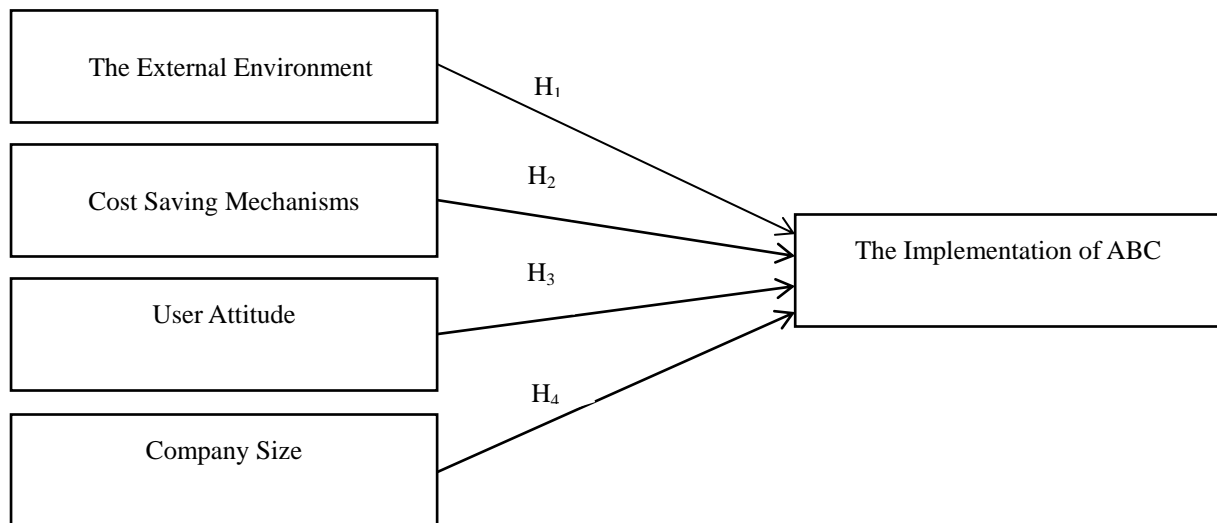 The External Environment
H₁
Cost Saving Mechanisms
H₂
The Implementation of ABC
User Attitude
H₃
Company Size
H₄